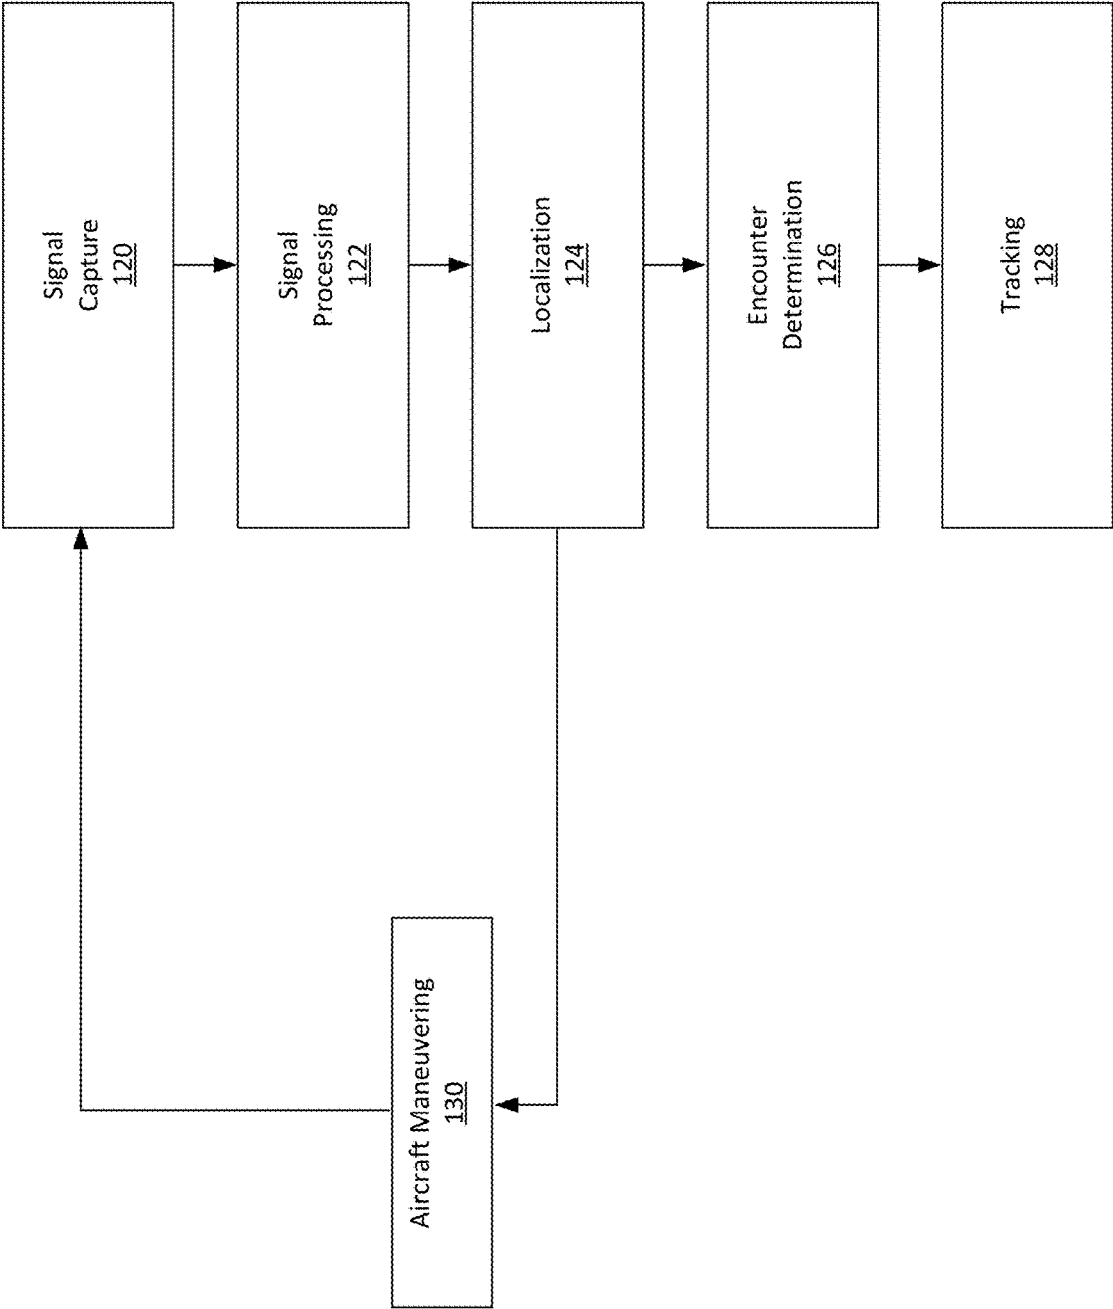 Signal
Capture
120
Signal
Processing
122
Localization
124
Encounter
Determination
126
Tracking
128
Aircraft Maneuvering
130